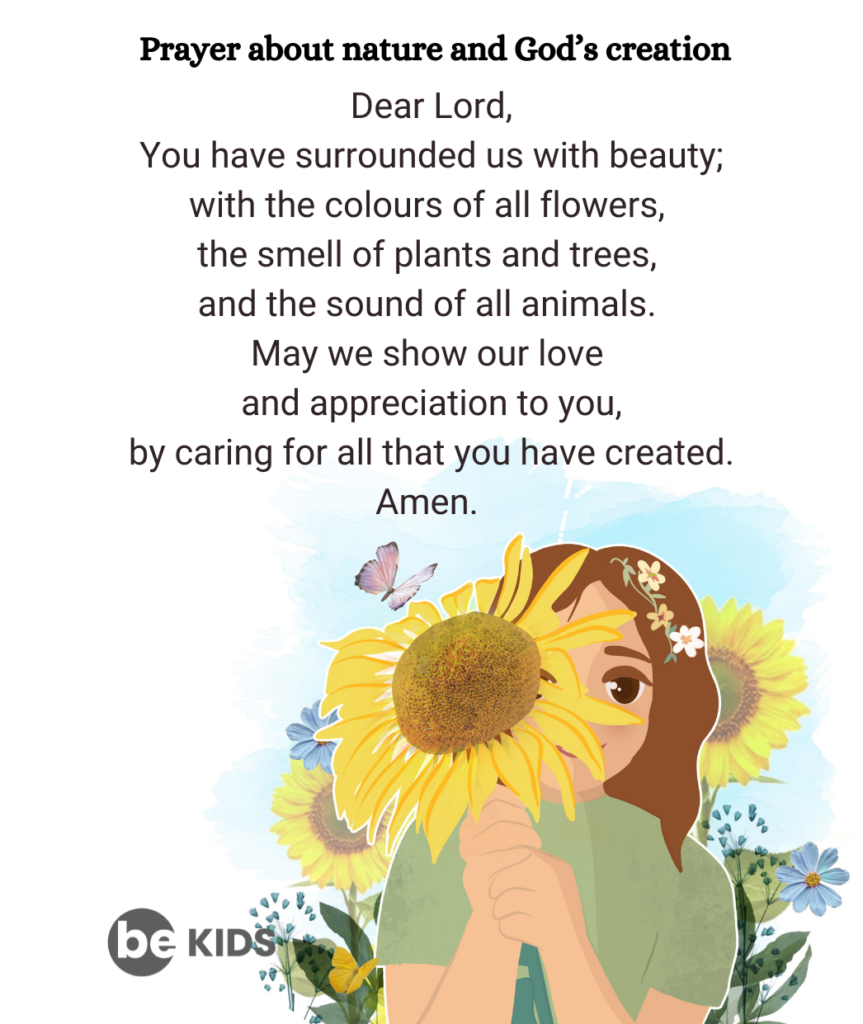 Prayer about nature and God’s creation
Dear Lord,
You have surrounded us with beauty;
with the colours of all flowers,
the smell of plants and trees,
and the sound of all animals.
May we show our love
and appreciation to you,
by caring for all that you have created.
Amen.
be KIDS